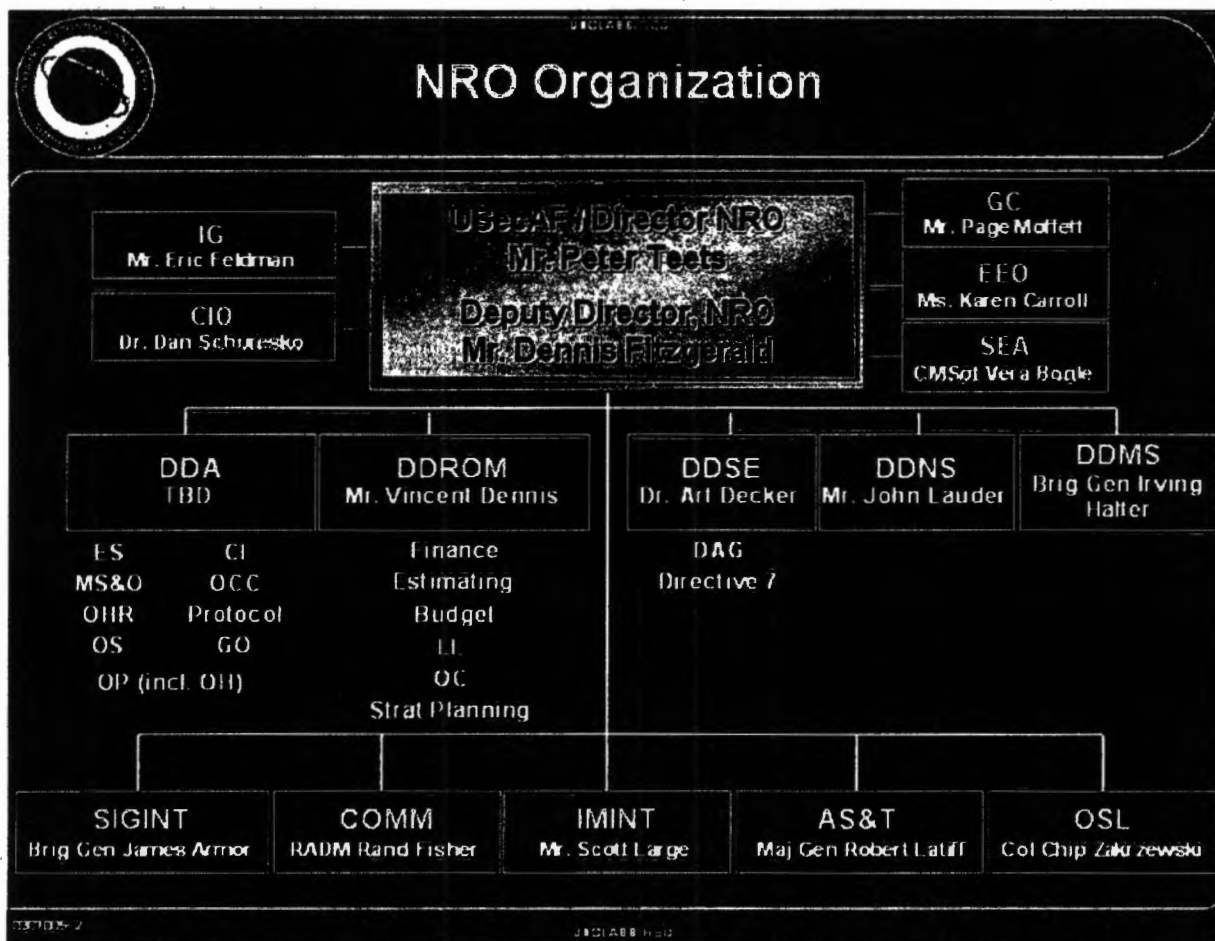 UNCLASSIFIED
NRO Organization
USecAF / Director NRO
Mr. Peter Teets
Deputy Director, NRO
Mr. Dennis Fitzgerald
IG
Mr. Eric Feldman
CIO
Dr. Dan Schuresko
GC
Mr. Page Moffett
EEO
Ms. Karen Carroll
SEA
CMSgt Vera Bogle
DDA
TBD
ES CI
MS&O OCC
OHR Protocol
OS GO
OP (incl. OH)
DDROM
Mr. Vincent Dennis
Finance
Estimating
Budget
LL
OC
Strat Planning
DDSE
Dr. Art Decker
DAG
Directive 7
DDNS
Mr. John Lauder
DDMS
Brig Gen Irving
Halter
SIGINT
Brig Gen James Armor
COMM
RADM Rand Fisher
IMINT
Mr. Scott Large
AS&T
Maj Gen Robert Latiff
OSL
Col Chip Zakrzewski
UNCLASSIFIED